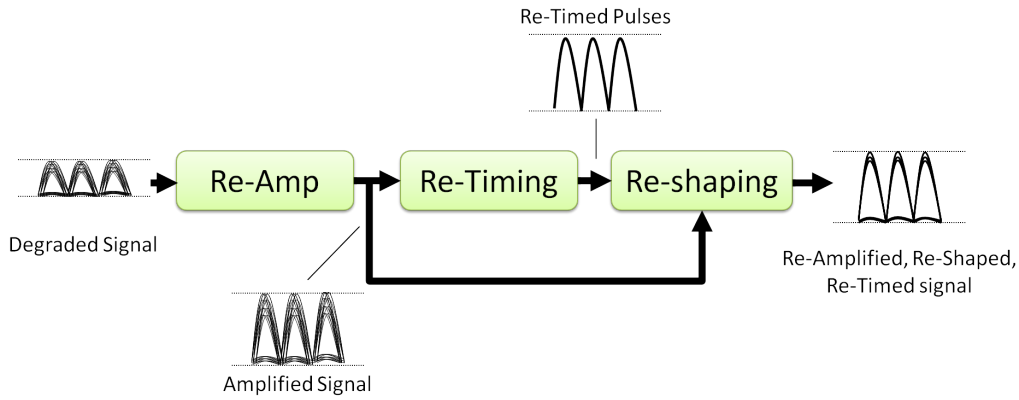 Re-Timed Pulses
Re-Amp
Re-Timing
Re-shaping
Degraded Signal
Re-Amplified, Re-Shaped,
Re-Timed signal
Amplified Signal